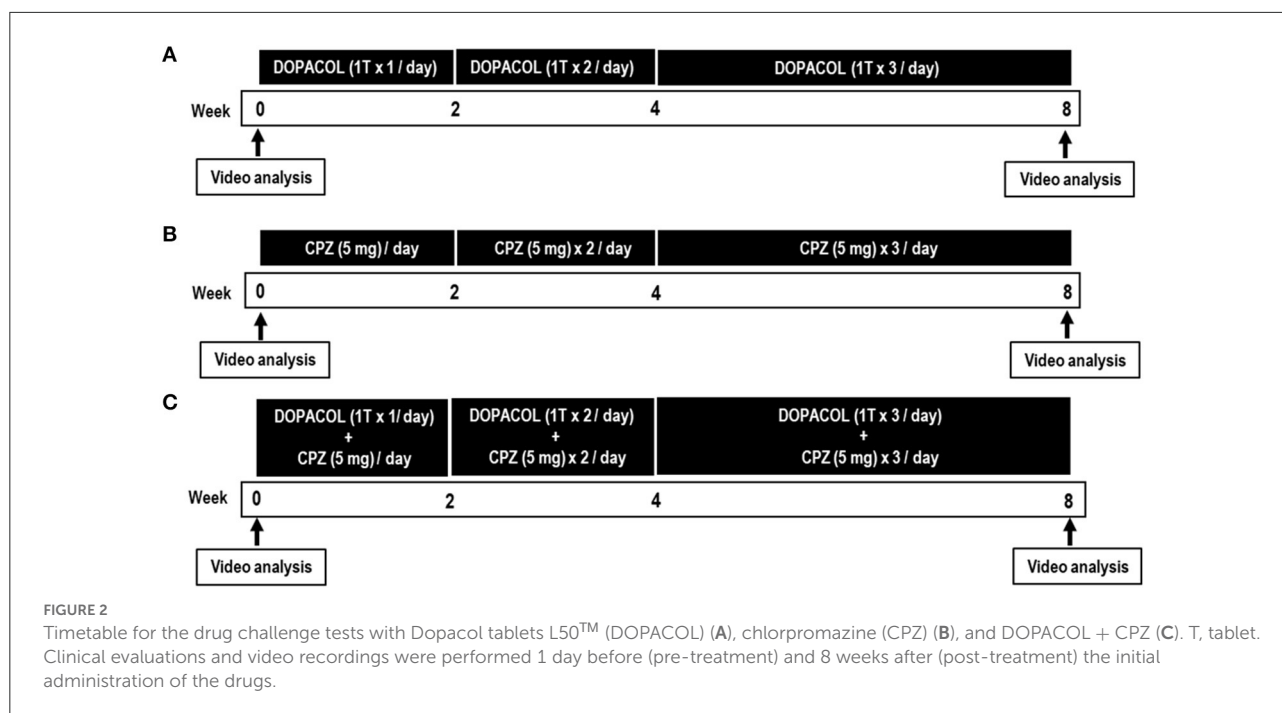 A
DOPACOL (1T x 1 / day) DOPACOL (1T x 2 / day) DOPACOL (1T x 3 / day)
Week 0 2 4 8
Video analysis Video analysis
B
CPZ (5 mg) / day CPZ (5 mg) x 2 / day CPZ (5 mg) x 3 / day
Week 0 2 4 8
Video analysis Video analysis
C
DOPACOL (1T x 1/ day) DOPACOL (1T x 2 / day) DOPACOL (1T x 3 / day)
+ + +
CPZ (5 mg) / day CPZ (5 mg) x 2 / day CPZ (5 mg) x 3 / day
Week 0 2 4 8
Video analysis Video analysis
FIGURE 2
Timetable for the drug challenge tests with Dopacol tablets L50™ (DOPACOL) (A), chlorpromazine (CPZ) (B), and DOPACOL + CPZ (C). T, tablet.
Clinical evaluations and video recordings were performed 1 day before (pre-treatment) and 8 weeks after (post-treatment) the initial
administration of the drugs.